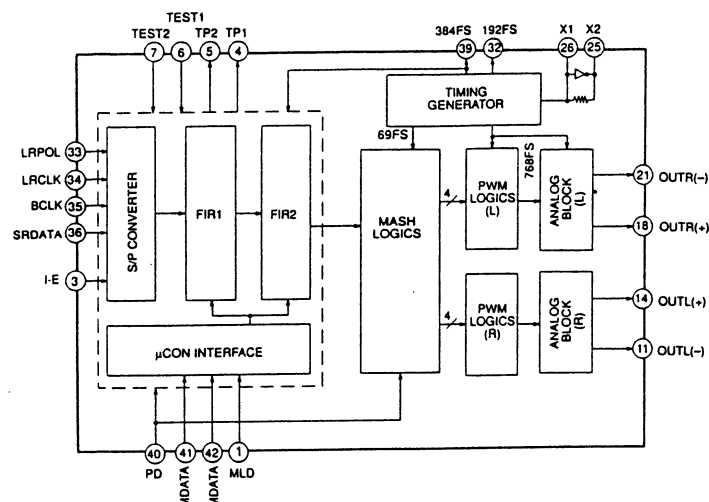 TEST1
TEST2 TP2 TP1
7 6 5 4
384FS 192FS X1 X2
39 32 26 25
TIMING
GENERATOR
69FS
768FS
LRPOL 33
LRCLK 34
BCLK 35
SRDATA 36
I-E 3
S/P CONVERTER
FIR1
FIR2
MASH
LOGICS
4
PWM
LOGICS
(L)
ANALOG
BLOCK
(L)
21 OUTR(–)
18 OUTR(+)
4
PWM
LOGICS
(R)
ANALOG
BLOCK
(R)
14 OUTL(+)
11 OUTL(–)
µCON INTERFACE
40 41 42 1
PD MDATA MDATA MLD